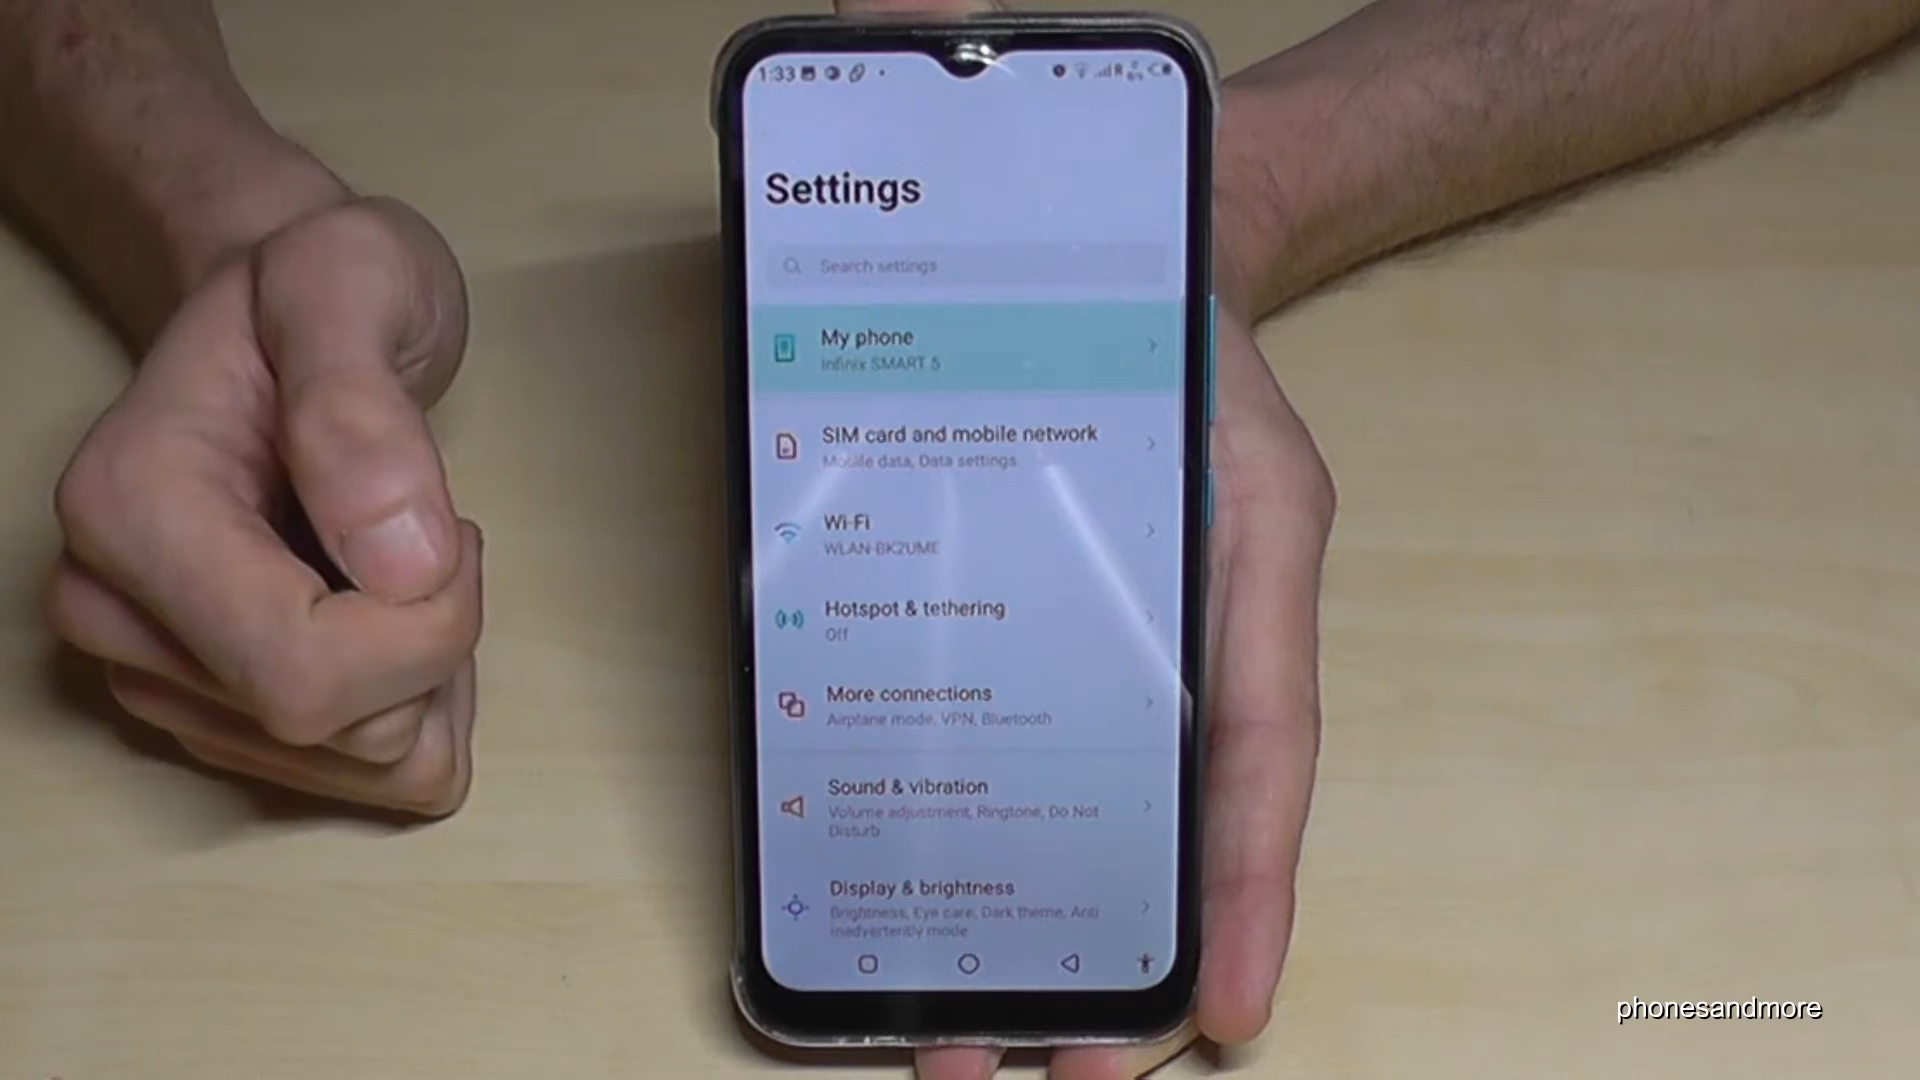 1:33
Settings
Search settings
My phone
Infinix SMART 5
SIM card and mobile network
Mobile data, Data settings
Wi-Fi
WLAN-BK2UME
Hotspot & tethering
Off
More connections
Airplane mode, VPN, Bluetooth
Sound & vibration
Volume adjustment, Ringtone, Do Not
Disturb
Display & brightness
Brightness, Eye care, Dark theme, Anti
inadvertently mode
phonesandmore